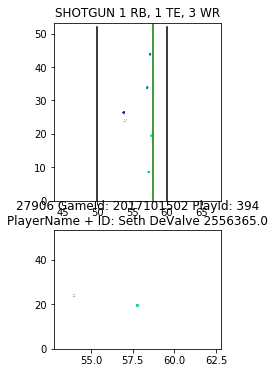 SHOTGUN 1 RB, 1 TE, 3 WR
50
40
30
20
10
0
45 50 55 60 65
27906 GameId: 2017101502 PlayId: 394
PlayerName + ID: Seth DeValve 2556365.0
40
20
0
55.0 57.5 60.0 62.5